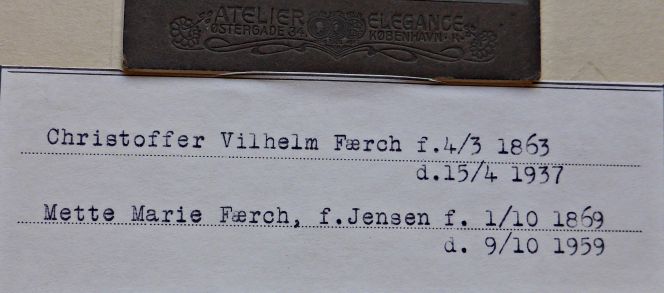 ATELIER ELEGANCE
ØSTERGADE 24. KØBENHAVN. K.
Christoffer Vilhelm Færch f.4/3 1863
d.15/4 1937
Mette Marie Færch, f.Jensen f. 1/10 1869
d. 9/10 1959